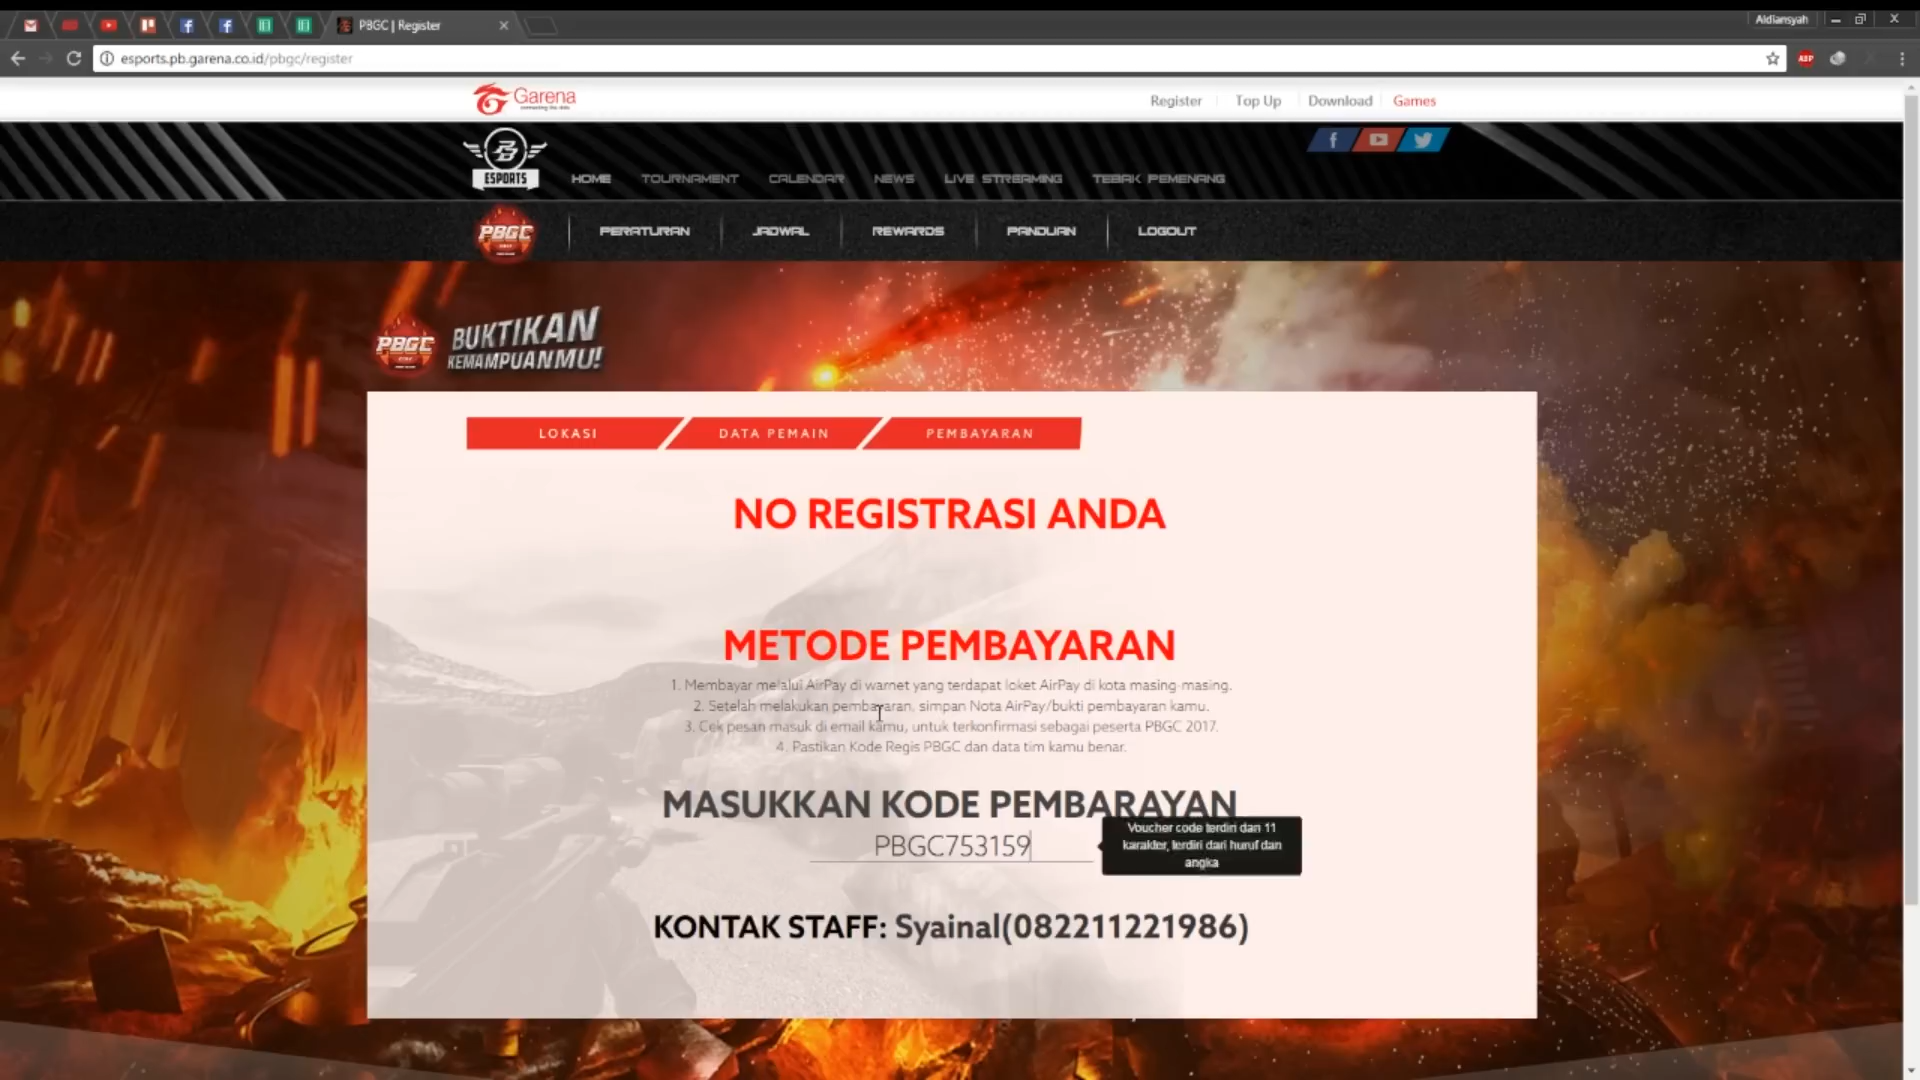 PBGC | Register
Aldiansyah
esports.pb.garena.co.id/pbgc/register
ABP
Garena
Register
Top Up
Download
Games
ESPORTS
HOME
TOURNAMENT
CALENDAR
NEWS
LIVE STREAMING
TEBAK PEMENANG
PBGC
PERATURAN
JADWAL
REWARDS
PANDUAN
LOGOUT
PBGC
BUKTIKAN
KEMAMPUANMU!
LOKASI
DATA PEMAIN
PEMBAYARAN
NO REGISTRASI ANDA
METODE PEMBAYARAN
1. Membayar melalui AirPay di warnet yang terdapat loket AirPay di kota masing-masing.
2. Setelah melakukan pembayaran, simpan Nota AirPay/bukti pembayaran kamu.
3. Cek pesan masuk di email kamu, untuk terkonfirmasi sebagai peserta PBGC 2017.
4. Pastikan Kode Regis PBGC dan data tim kamu benar.
MASUKKAN KODE PEMBARAYAN
PBGC753159
Voucher code terdiri dari 11
karakter, terdiri dari huruf dan
angka
KONTAK STAFF: Syainal(082211221986)